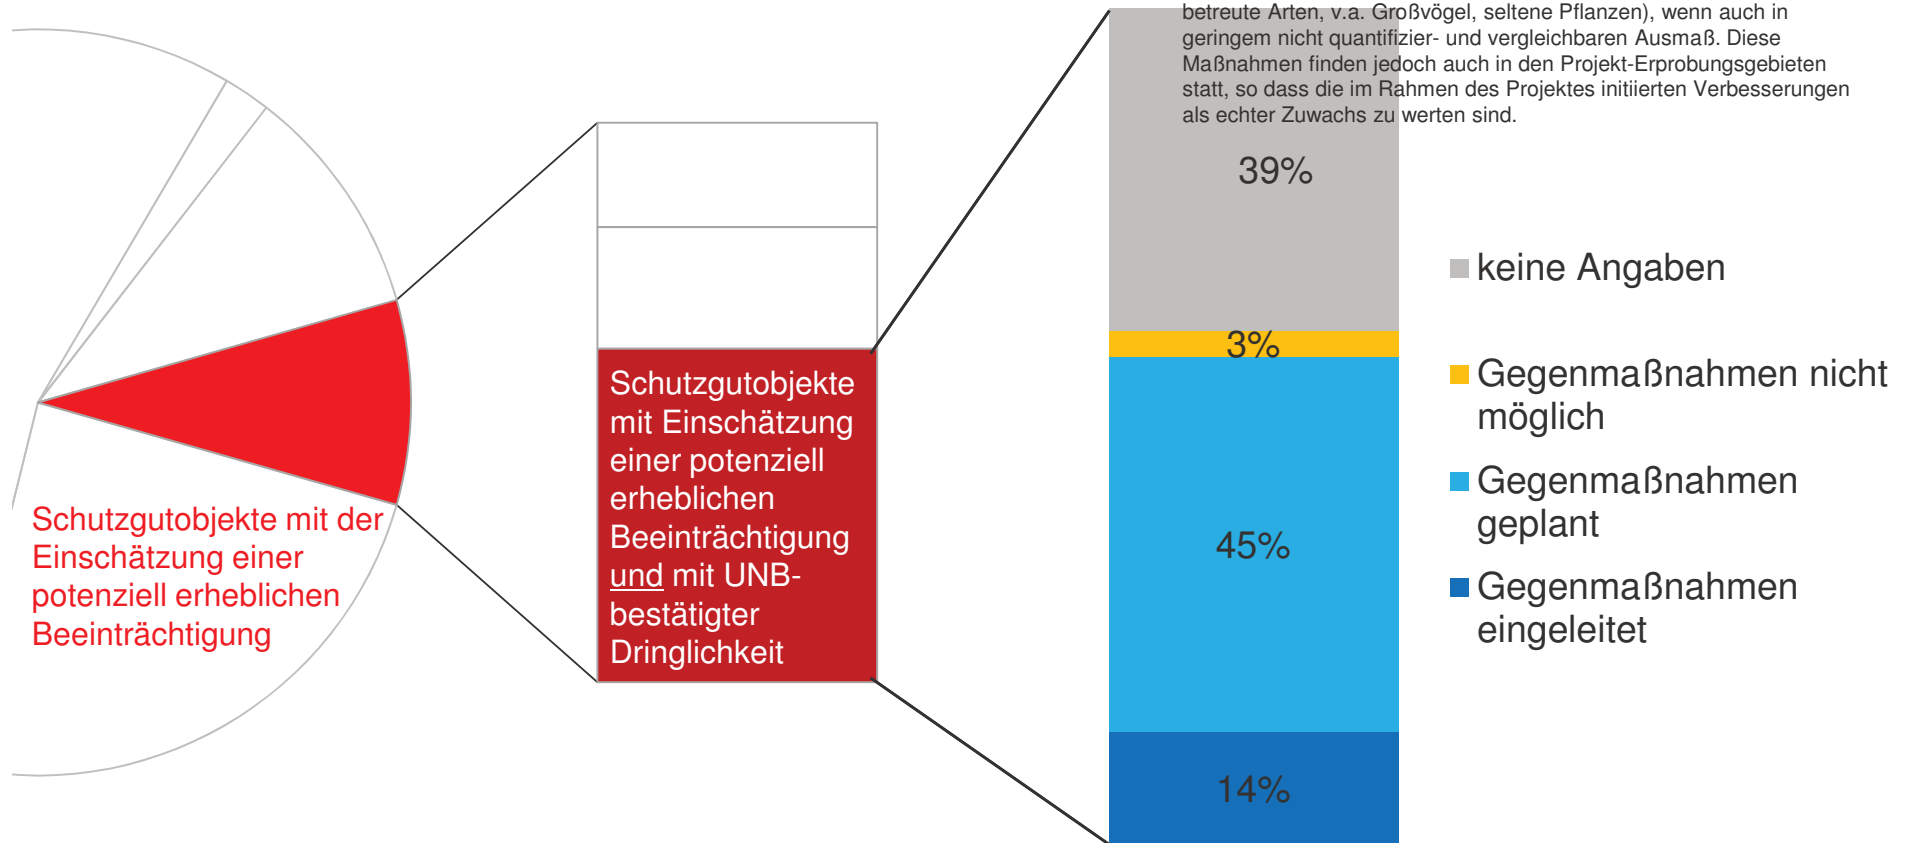 betreute Arten, v.a. Großvögel, seltene Pflanzen), wenn auch in
geringem nicht quantifizier- und vergleichbaren Ausmaß. Diese
Maßnahmen finden jedoch auch in den Projekt-Erprobungsgebieten
statt, so dass die im Rahmen des Projektes initiierten Verbesserungen
als echter Zuwachs zu werten sind.
39%
3%
45%
14%
keine Angaben
Gegenmaßnahmen nicht
möglich
Gegenmaßnahmen
geplant
Gegenmaßnahmen
eingeleitet
Schutzgutobjekte
mit Einschätzung
einer potenziell
erheblichen
Beeinträchtigung
und mit UNB-
bestätigter
Dringlichkeit
Schutzgutobjekte mit der
Einschätzung einer
potenziell erheblichen
Beeinträchtigung